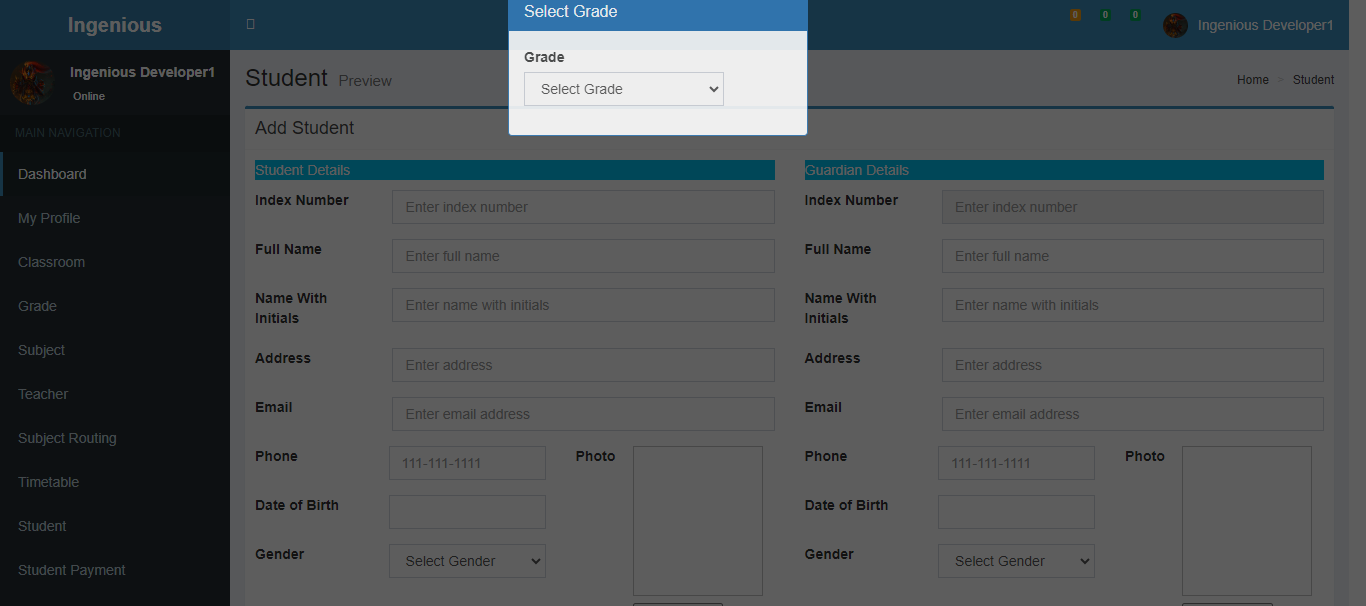 Ingenious
0
0
0
Ingenious Developer1
Select Grade
Grade
Select Grade
Ingenious Developer1
Online
MAIN NAVIGATION
Dashboard
My Profile
Classroom
Grade
Subject
Teacher
Subject Routing
Timetable
Student
Student Payment
Student Preview
Home > Student
Add Student
Student Details
Index Number
Enter index number
Full Name
Enter full name
Name With
Initials
Enter name with initials
Address
Enter address
Email
Enter email address
Phone
111-111-1111
Photo
Date of Birth
Gender
Select Gender
Guardian Details
Index Number
Enter index number
Full Name
Enter full name
Name With
Initials
Enter name with initials
Address
Enter address
Email
Enter email address
Phone
111-111-1111
Photo
Date of Birth
Gender
Select Gender